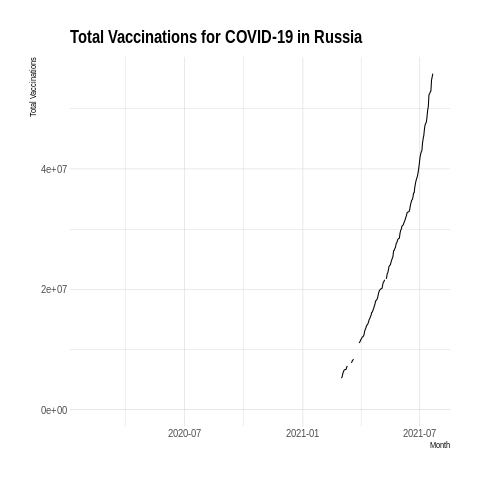 Total Vaccinations for COVID-19 in Russia
Total Vaccinations
4e+07
2e+07
0e+00
2020-07 2021-01 2021-07
Month